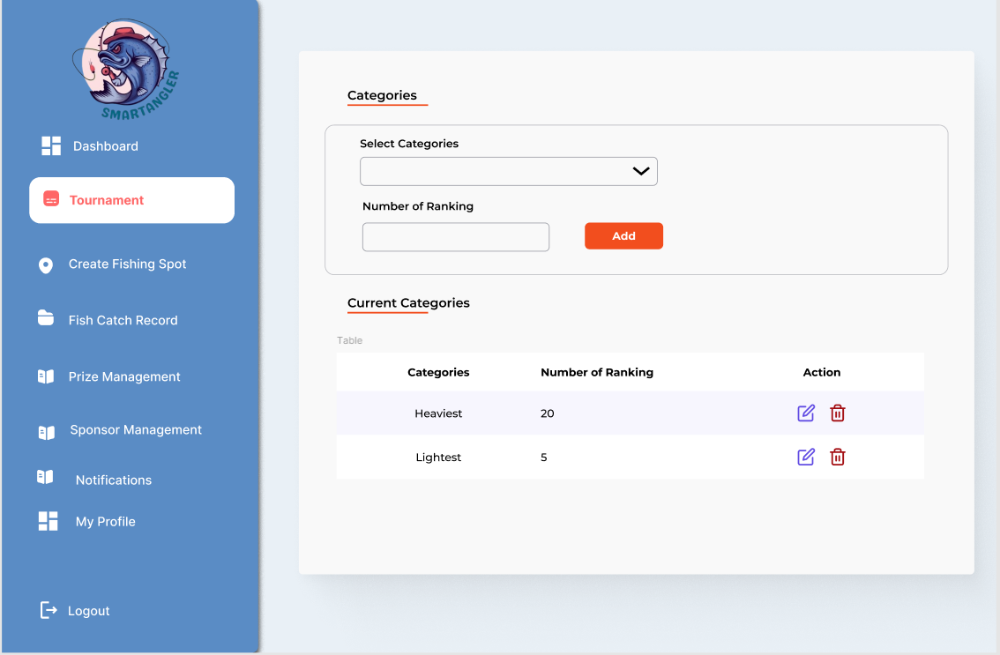 SMARTANGLER
Dashboard
Tournament
Create Fishing Spot
Fish Catch Record
Prize Management
Sponsor Management
Notifications
My Profile
Logout
Categories
Select Categories
Number of Ranking
Add
Current Categories
Table
Categories Number of Ranking Action
Heaviest 20
Lightest 5